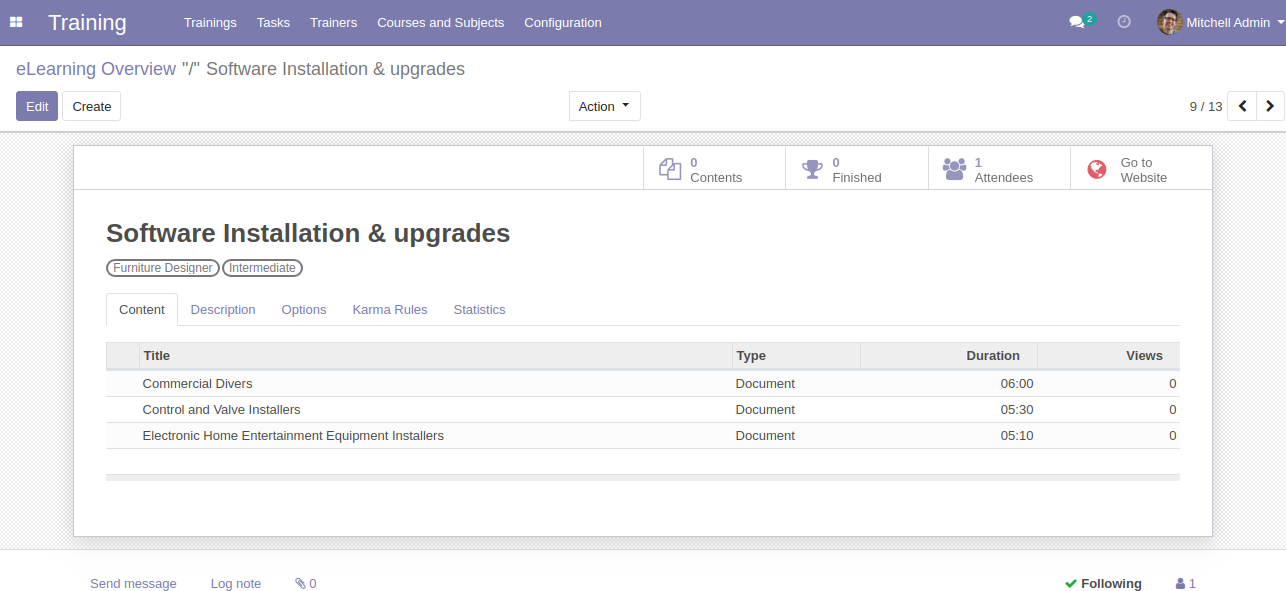 Training Trainings Tasks Trainers Courses and Subjects Configuration 2 Mitchell Admin
eLearning Overview "/" Software Installation & upgrades
Edit Create Action 9 / 13
0 Contents
0 Finished
1 Attendees
Go to Website
Software Installation & upgrades
Furniture Designer Intermediate
Content Description Options Karma Rules Statistics
Title Type Duration Views
Commercial Divers Document 06:00 0
Control and Valve Installers Document 05:30 0
Electronic Home Entertainment Equipment Installers Document 05:10 0
Send message Log note 0 Following 1